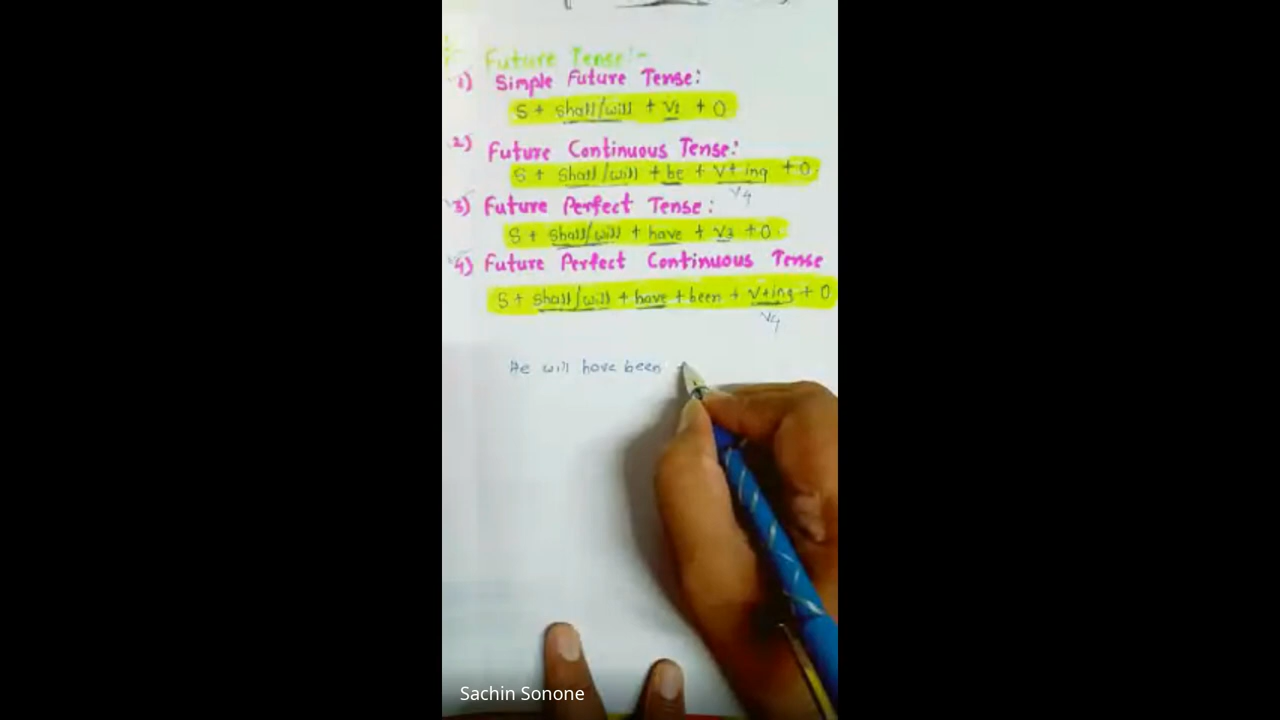 Future Tense:-
1) Simple Future Tense:
S + shall/will + V1 + O
2) Future Continuous Tense:
S + shall/will + be + V+ing + O.
V4
3) Future Perfect Tense:
S + shall/will + have + V3 + O.
4) Future Perfect Continuous Tense
S + shall/will + have + been + V+ing + O
V4
He will have been
Sachin Sonone